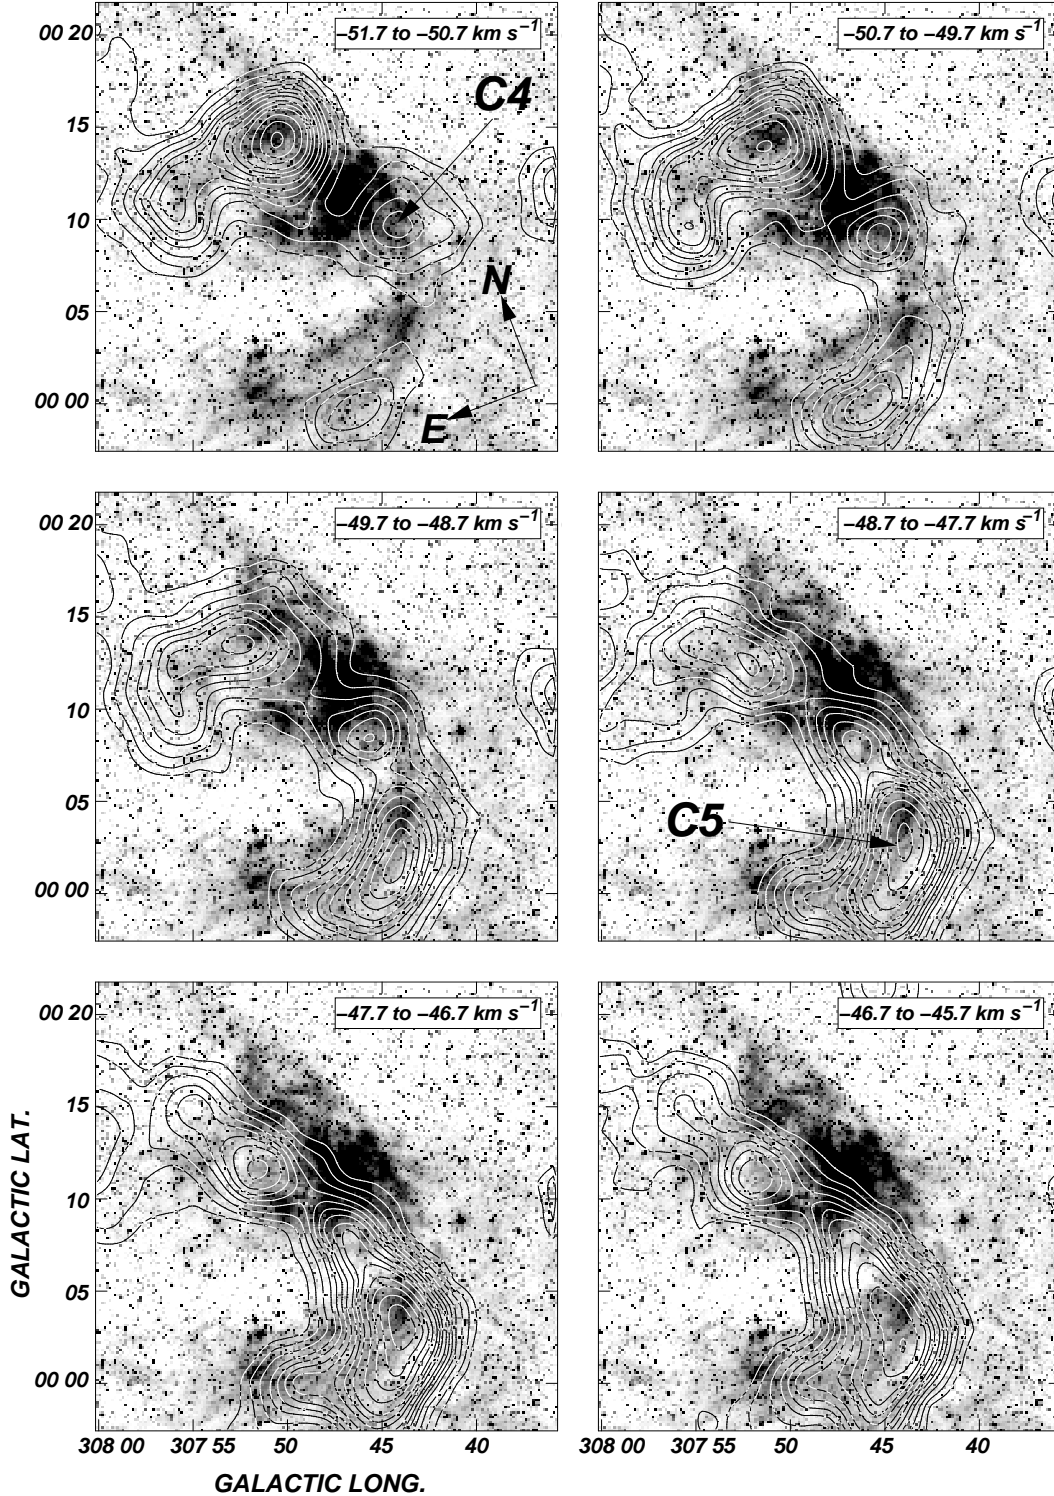 −51.7 to −50.7 km s−1
−50.7 to −49.7 km s−1
00 20
C4
15
10
N
05
00 00
E
−49.7 to −48.7 km s−1
−48.7 to −47.7 km s−1
00 20
15
10
05
C5
00 00
−47.7 to −46.7 km s−1
−46.7 to −45.7 km s−1
00 20
15
10
05
00 00
GALACTIC LAT.
308 00 307 55 50 45 40
308 00 307 55 50 45 40
GALACTIC LONG.